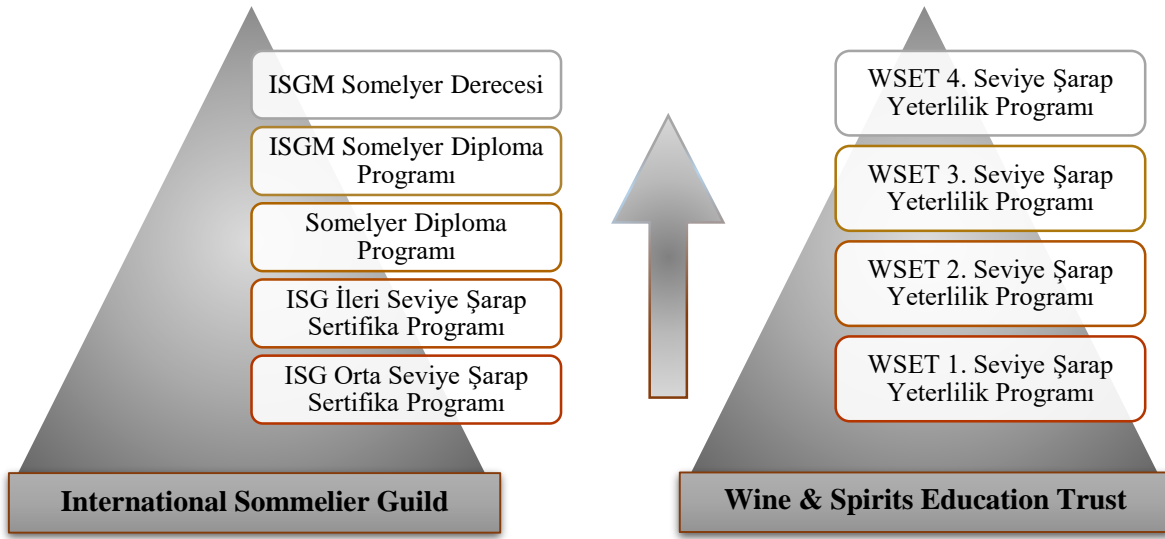 ISGM Somelyer Derecesi
ISGM Somelyer Diploma
Programı
Somelyer Diploma
Programı
ISG İleri Seviye Şarap
Sertifika Programı
ISG Orta Seviye Şarap
Sertifika Programı
International Sommelier Guild
WSET 4. Seviye Şarap
Yeterlilik Programı
WSET 3. Seviye Şarap
Yeterlilik Programı
WSET 2. Seviye Şarap
Yeterlilik Programı
WSET 1. Seviye Şarap
Yeterlilik Programı
Wine & Spirits Education Trust